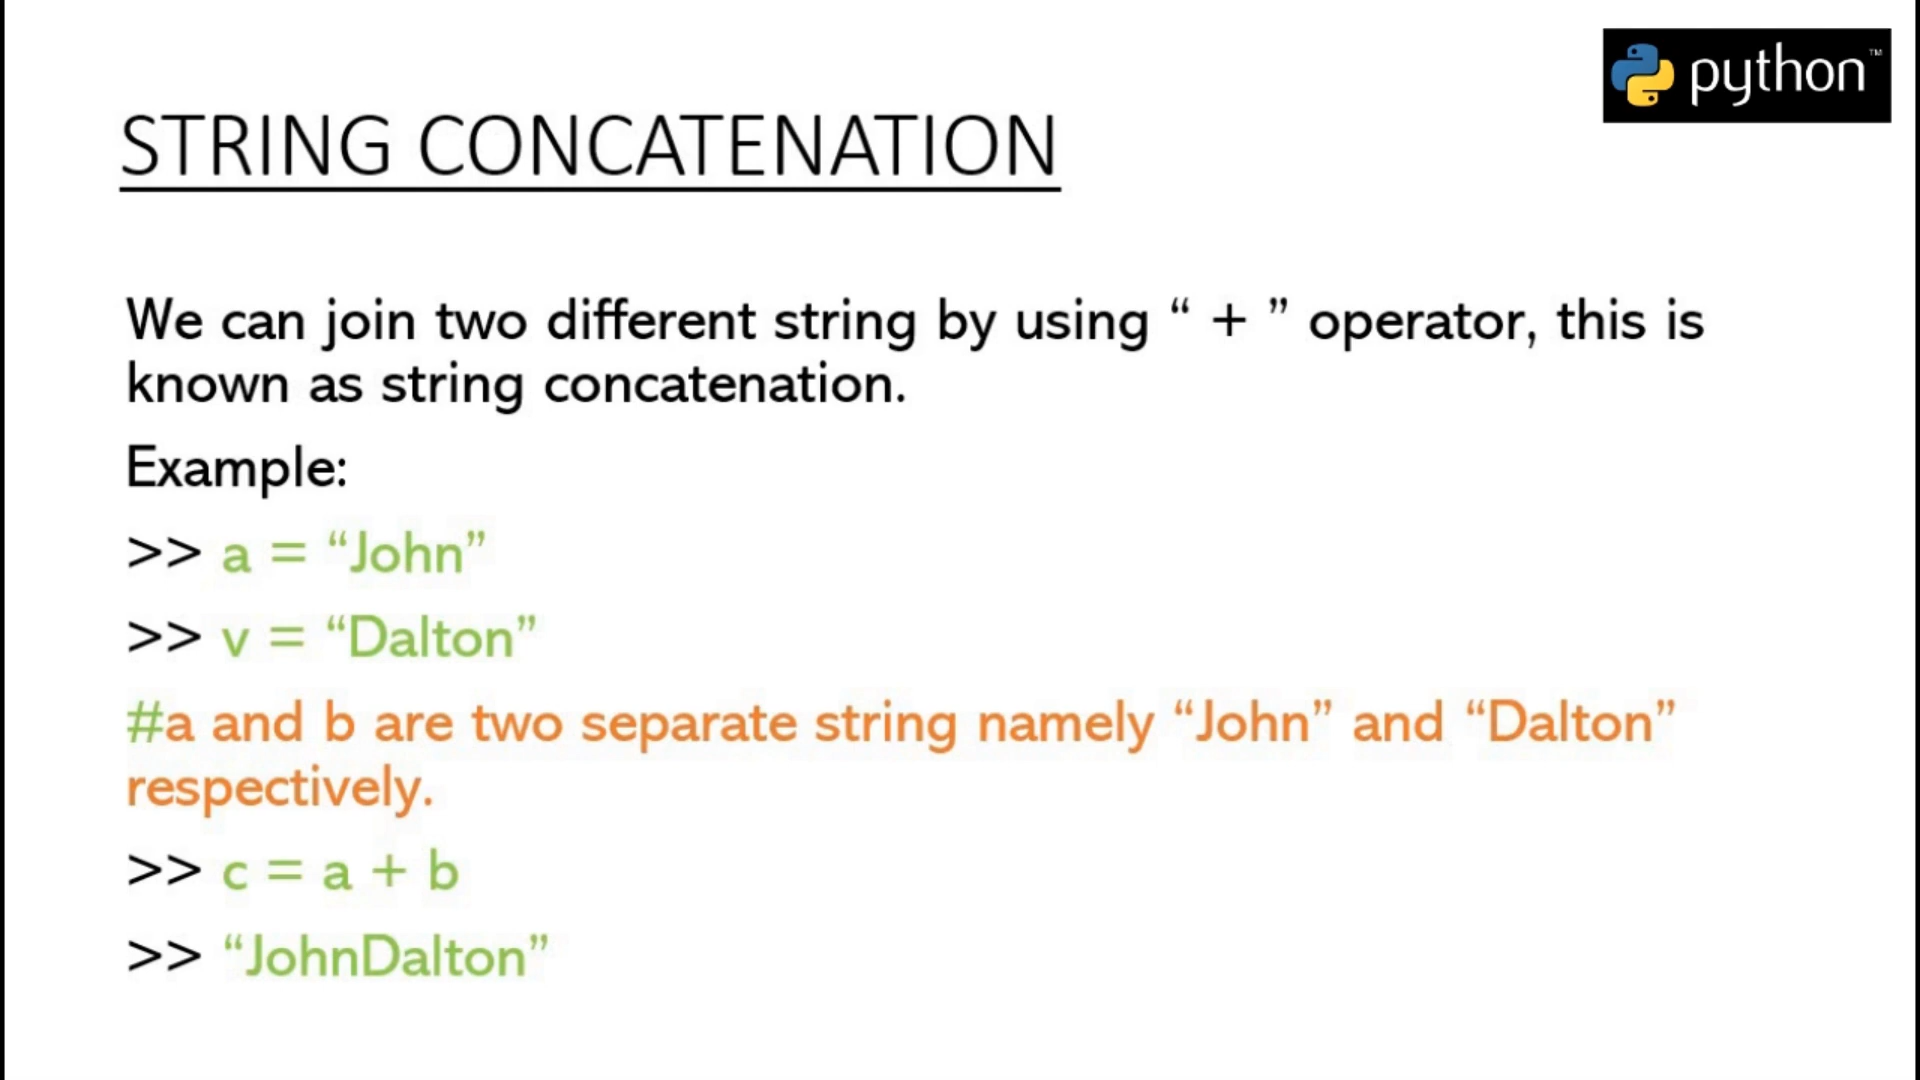 python™
STRING CONCATENATION
We can join two different string by using “ + ” operator, this is
known as string concatenation.
Example:
>> a = “John”
>> v = “Dalton”
#a and b are two separate string namely “John” and “Dalton”
respectively.
>> c = a + b
>> “JohnDalton”